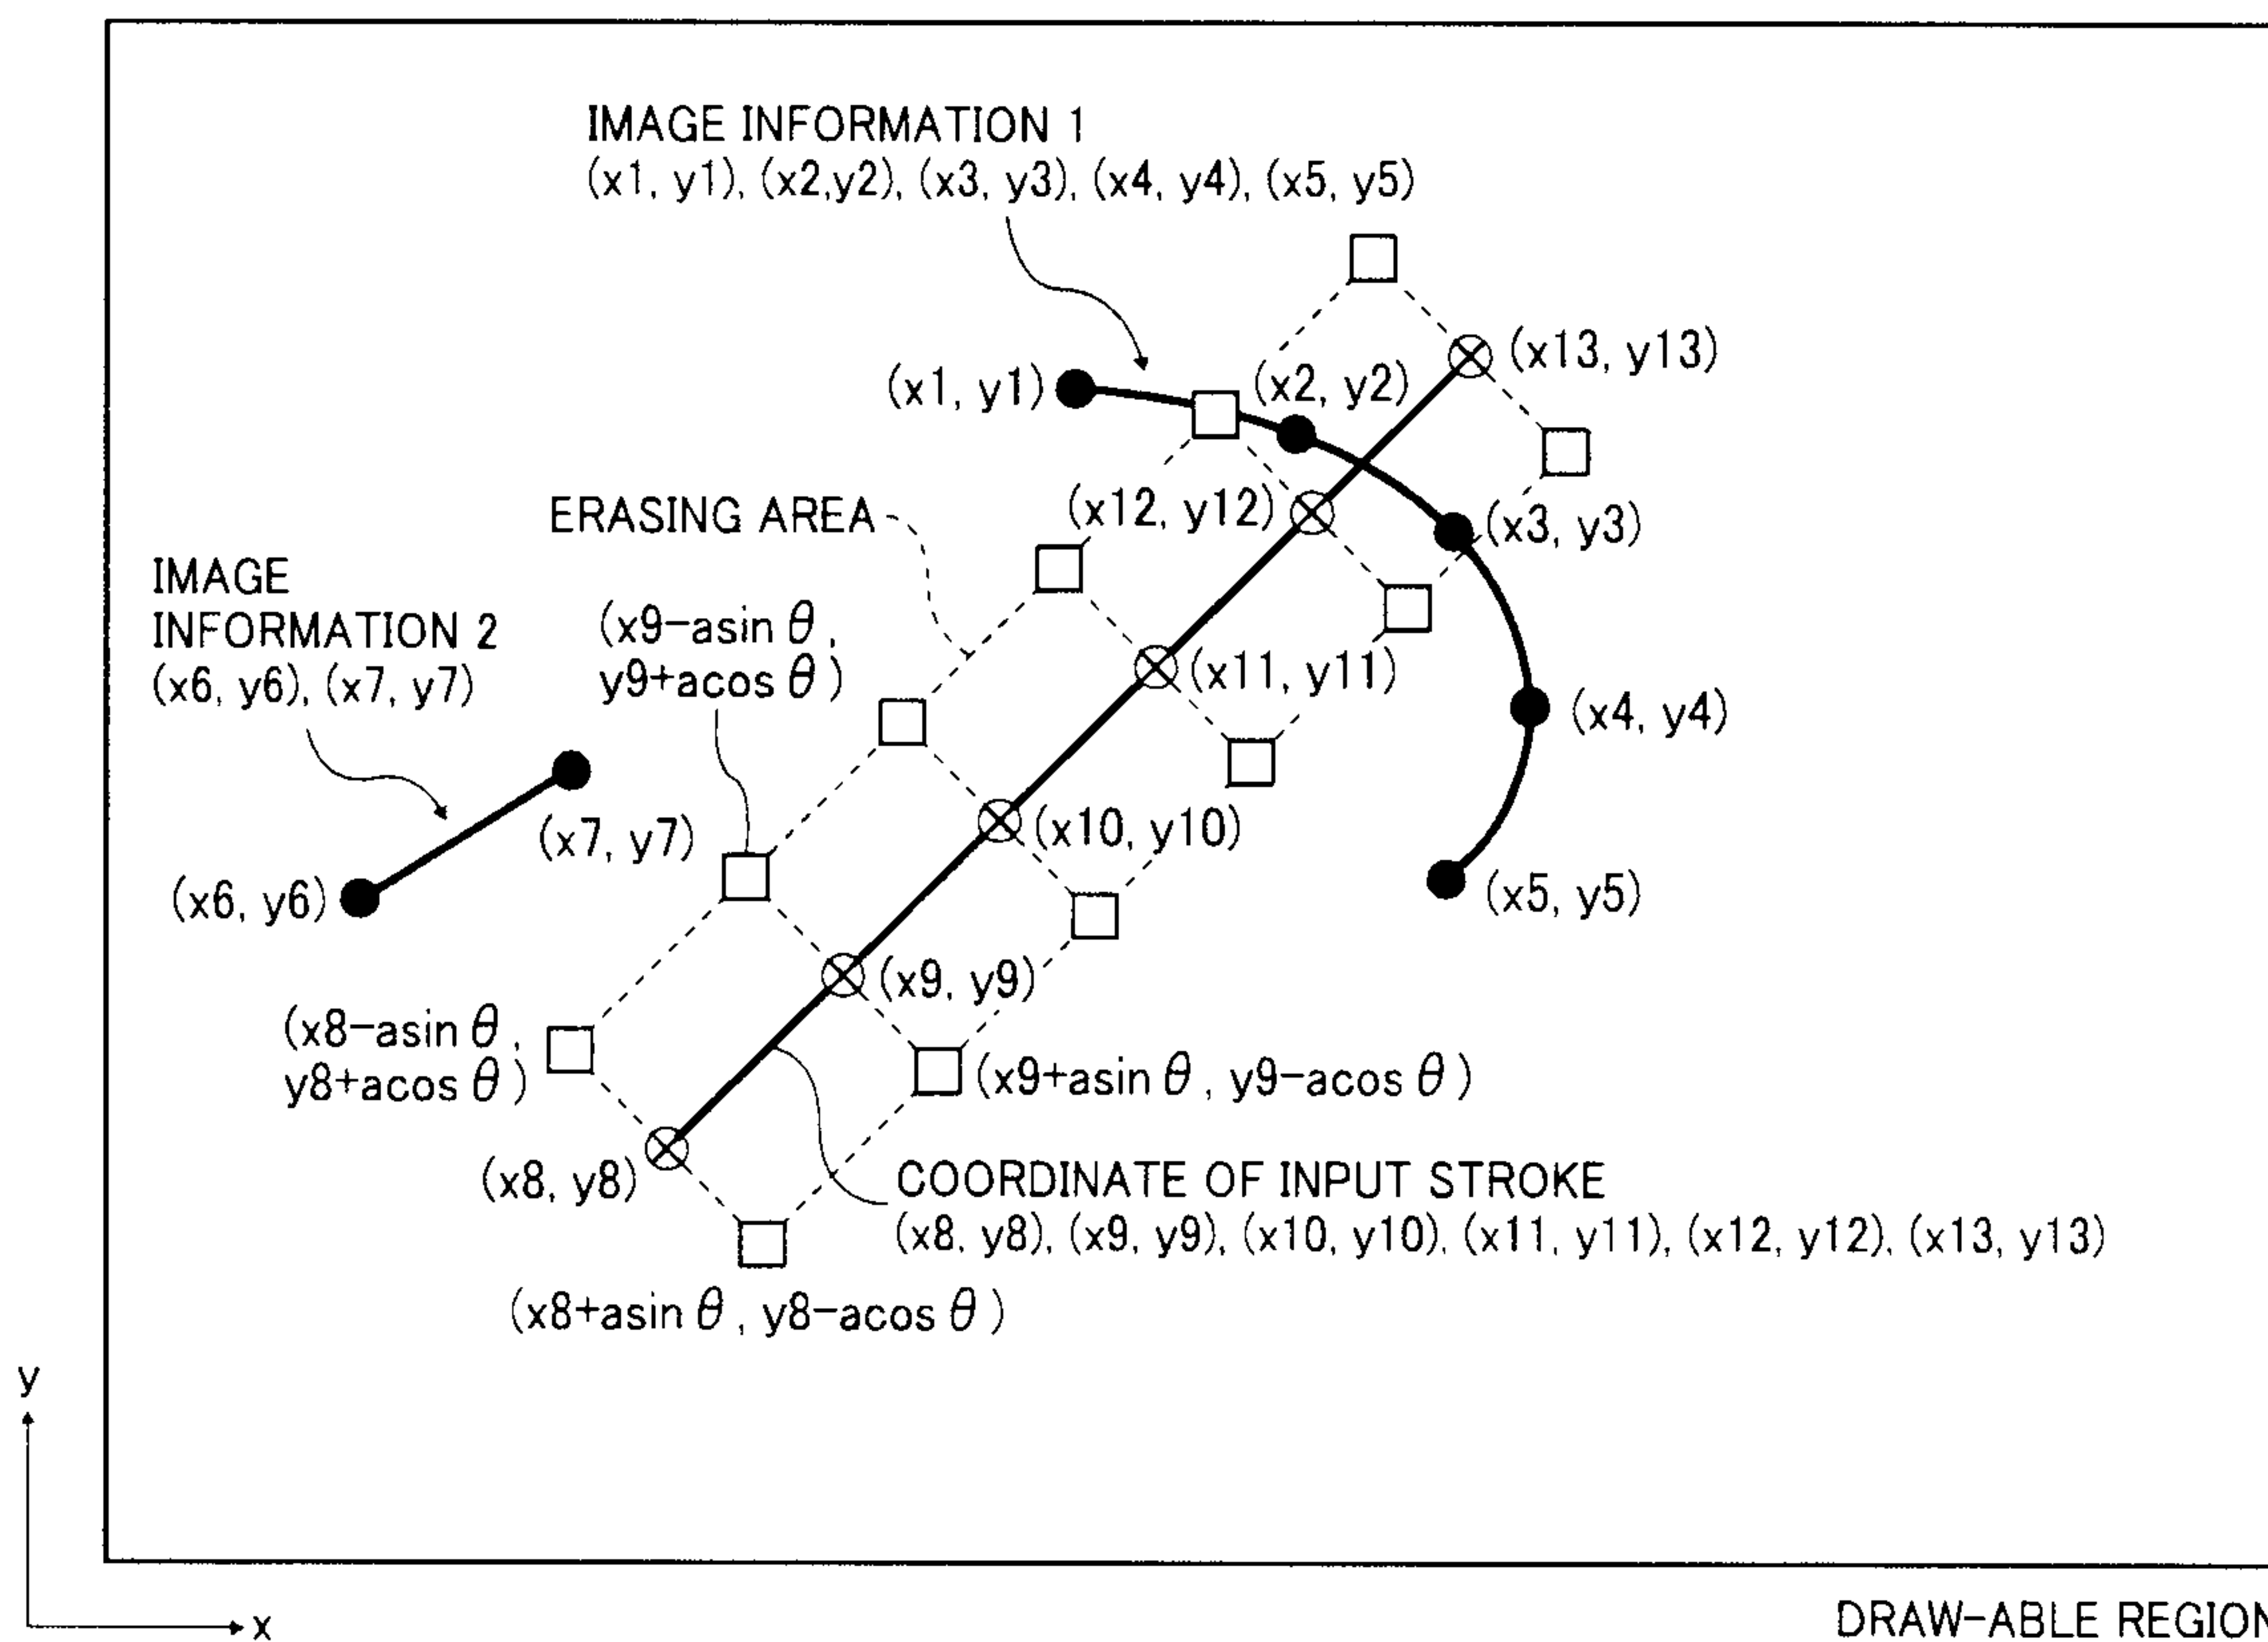 IMAGE INFORMATION 1
(x1, y1), (x2,y2), (x3, y3), (x4, y4), (x5, y5)
(x13, y13)
(x1, y1)
(x2, y2)
(x12, y12)
ERASING AREA
(x3, y3)
IMAGE
INFORMATION 2
(x6, y6), (x7, y7)
(x9-asin θ,
y9+acos θ)
(x11, y11)
(x4, y4)
(x7, y7)
(x10, y10)
(x6, y6)
(x5, y5)
(x9, y9)
(x8-asin θ,
y8+acos θ)
(x9+asin θ, y9-acos θ)
(x8, y8)
COORDINATE OF INPUT STROKE
(x8, y8), (x9, y9), (x10, y10), (x11, y11), (x12, y12), (x13, y13)
(x8+asin θ, y8-acos θ)
y
x
DRAW-ABLE REGION